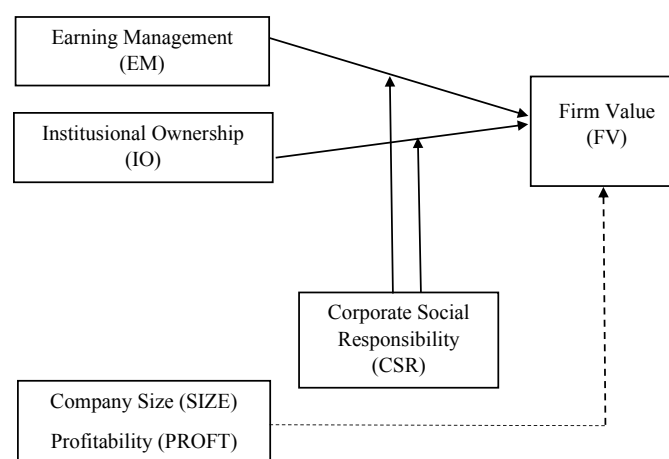 Earning Management
(EM)
Institusional Ownership
(IO)
Firm Value
(FV)
Corporate Social
Responsibility
(CSR)
Company Size (SIZE)
Profitability (PROFT)